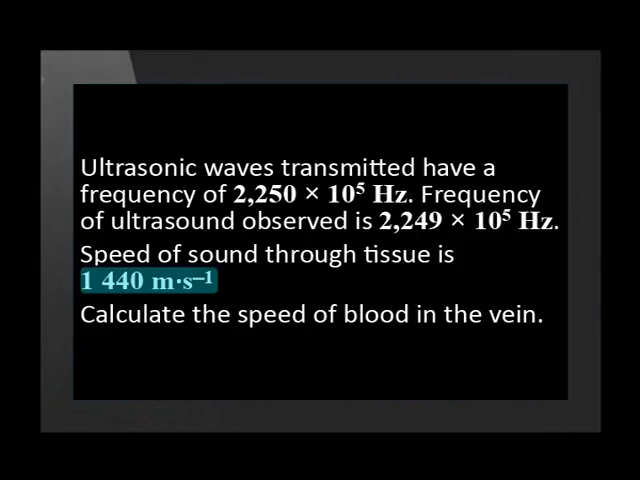 Ultrasonic waves transmitted have a
frequency of 2,250 × 10⁵ Hz. Frequency
of ultrasound observed is 2,249 × 10⁵ Hz.
Speed of sound through tissue is
1 440 m·s⁻¹
Calculate the speed of blood in the vein.